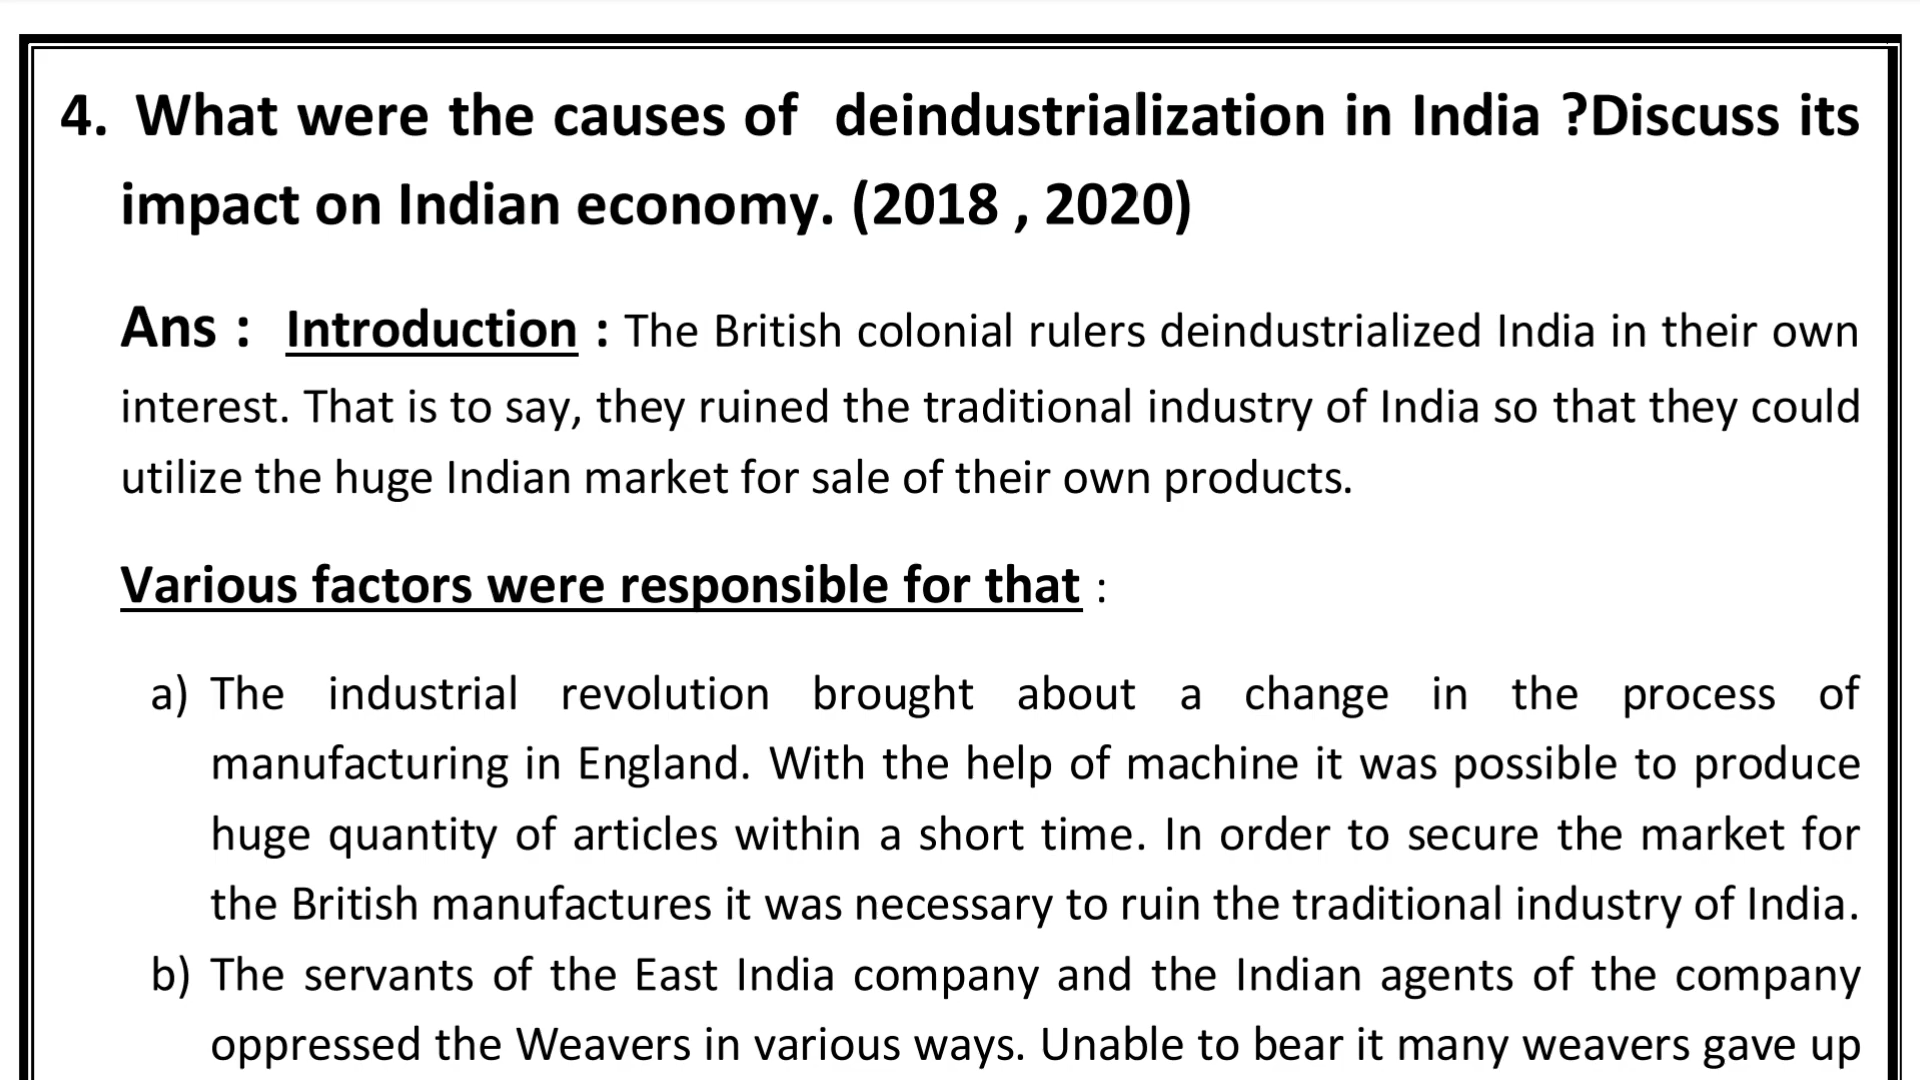 4. What were the causes of deindustrialization in India ?Discuss its
impact on Indian economy. (2018 , 2020)
Ans : Introduction : The British colonial rulers deindustrialized India in their own
interest. That is to say, they ruined the traditional industry of India so that they could
utilize the huge Indian market for sale of their own products.
Various factors were responsible for that :
a) The industrial revolution brought about a change in the process of
manufacturing in England. With the help of machine it was possible to produce
huge quantity of articles within a short time. In order to secure the market for
the British manufactures it was necessary to ruin the traditional industry of India.
b) The servants of the East India company and the Indian agents of the company
oppressed the Weavers in various ways. Unable to bear it many weavers gave up